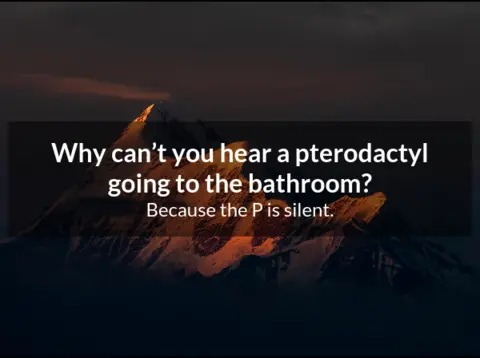 Why can’t you hear a pterodactyl
going to the bathroom?
Because the P is silent.